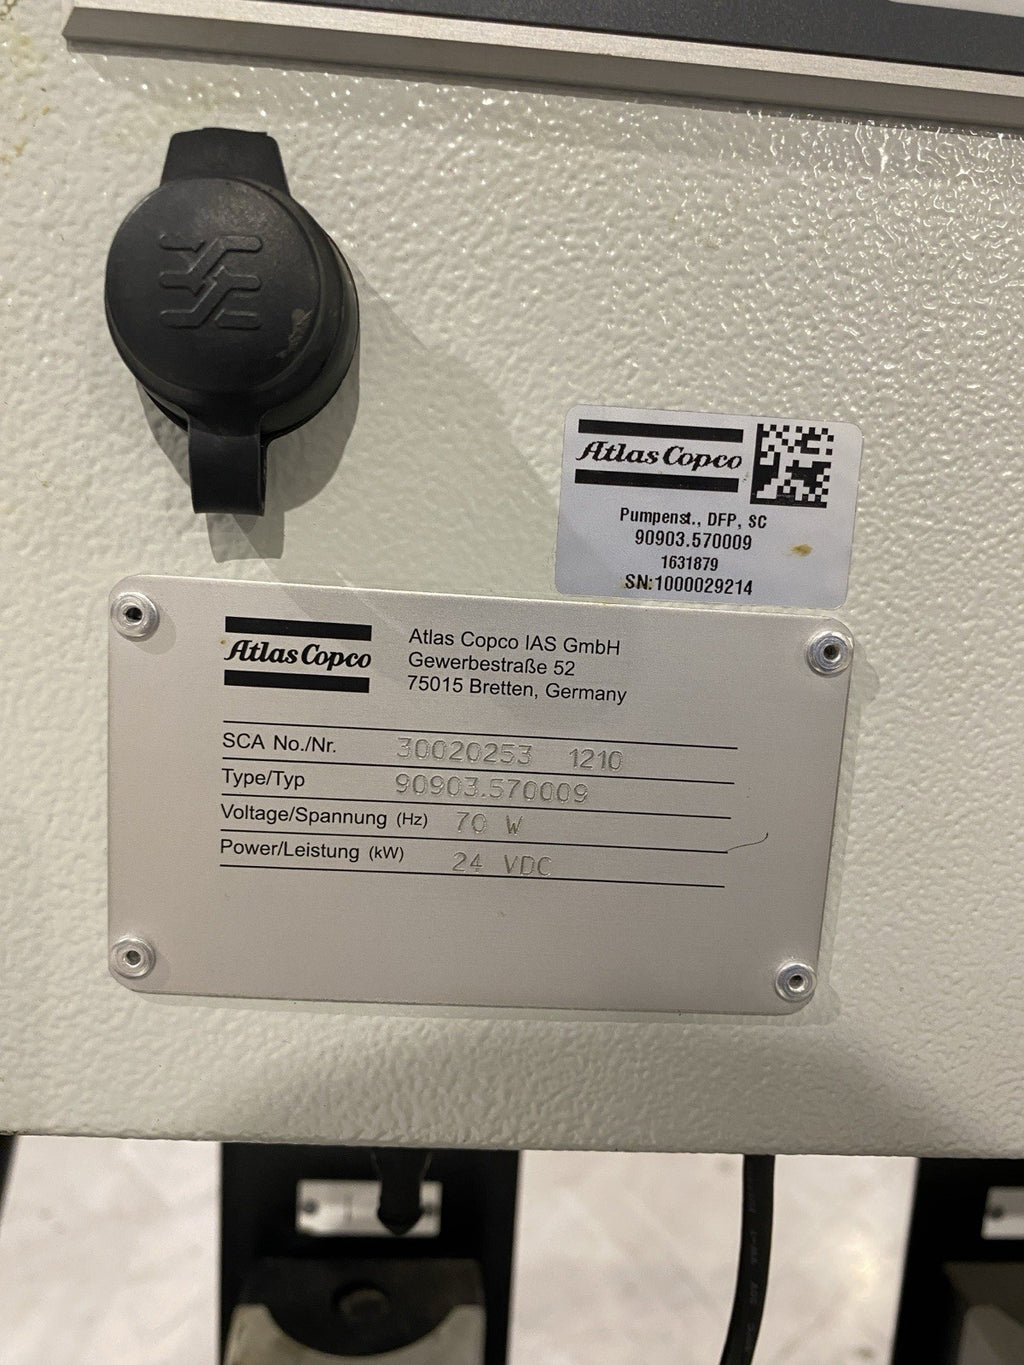 Atlas Copco
Pumpenst., DFP, SC
90903.570009
1631879
SN:1000029214
Atlas Copco
Atlas Copco IAS GmbH
Gewerbestraße 52
75015 Bretten, Germany
SCA No./Nr. 30020253 1210
Type/Typ 90903.570009
Voltage/Spannung (Hz) 70 W
Power/Leistung (kW) 24 VDC